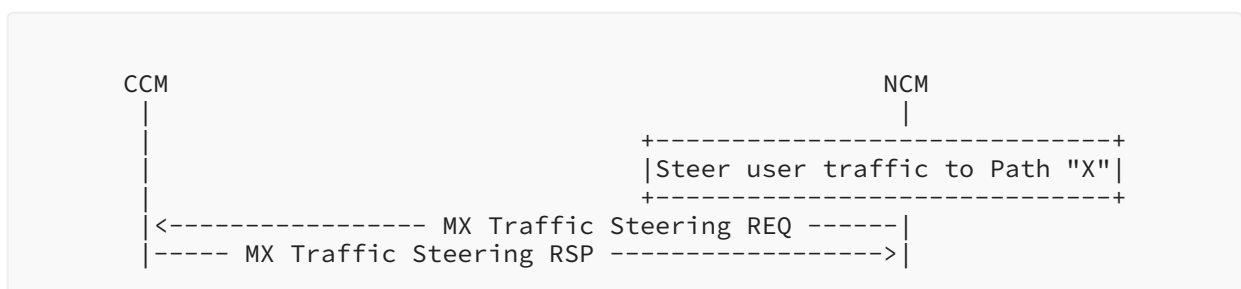 CCM                                                NCM
 |                                                  |
 |                                +------------------------------+
 |                                |Steer user traffic to Path "X"|
 |                                +------------------------------+
 |<---------------- MX Traffic Steering REQ ------|
 |----- MX Traffic Steering RSP ------------------>|